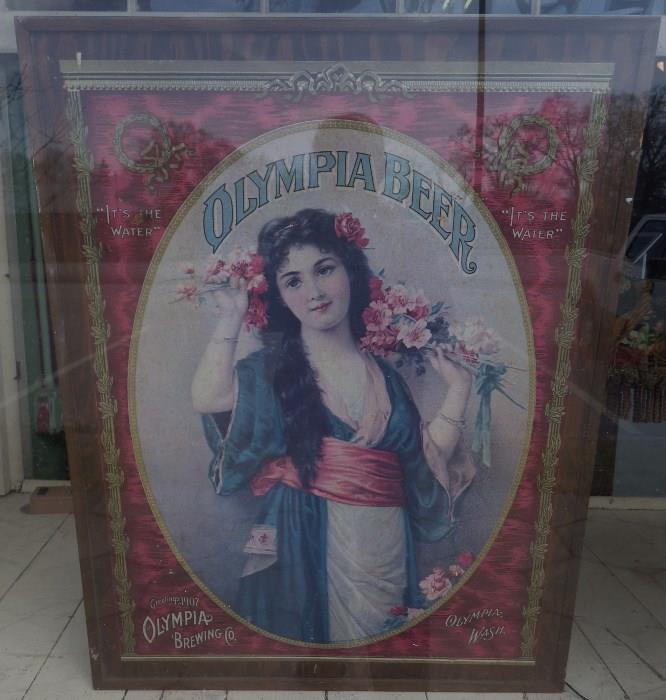 OLYMPIA BEER
"IT'S THE
WATER"
"IT'S THE
WATER"
Greetings 1907
OLYMPIA
BREWING CO.
OLYMPIA,
WASH.